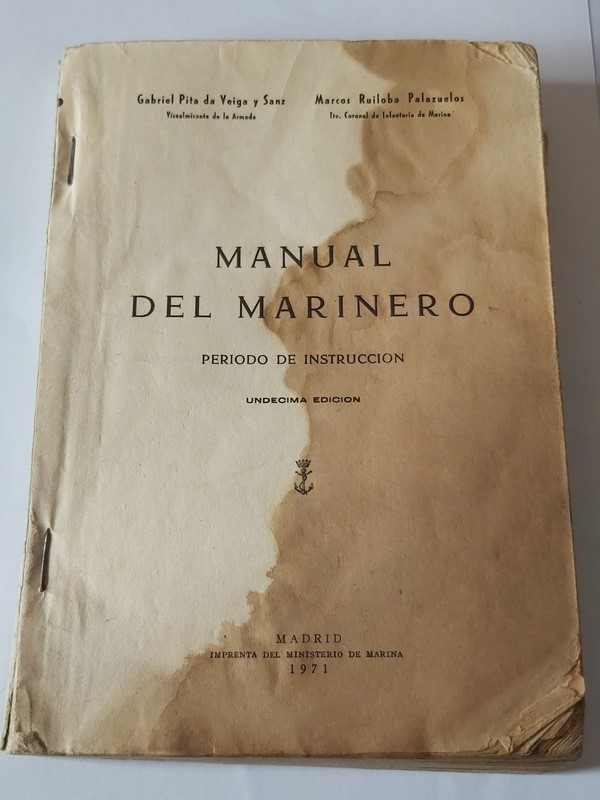 Gabriel Pita da Veiga y Sanz
Vicealmirante de la Armada
Marcos Ruiloba Palazuelos
Tte. Coronel de Infantería de Marina
MANUAL
DEL MARINERO
PERIODO DE INSTRUCCION
UNDECIMA EDICION
MADRID
IMPRENTA DEL MINISTERIO DE MARINA
1971